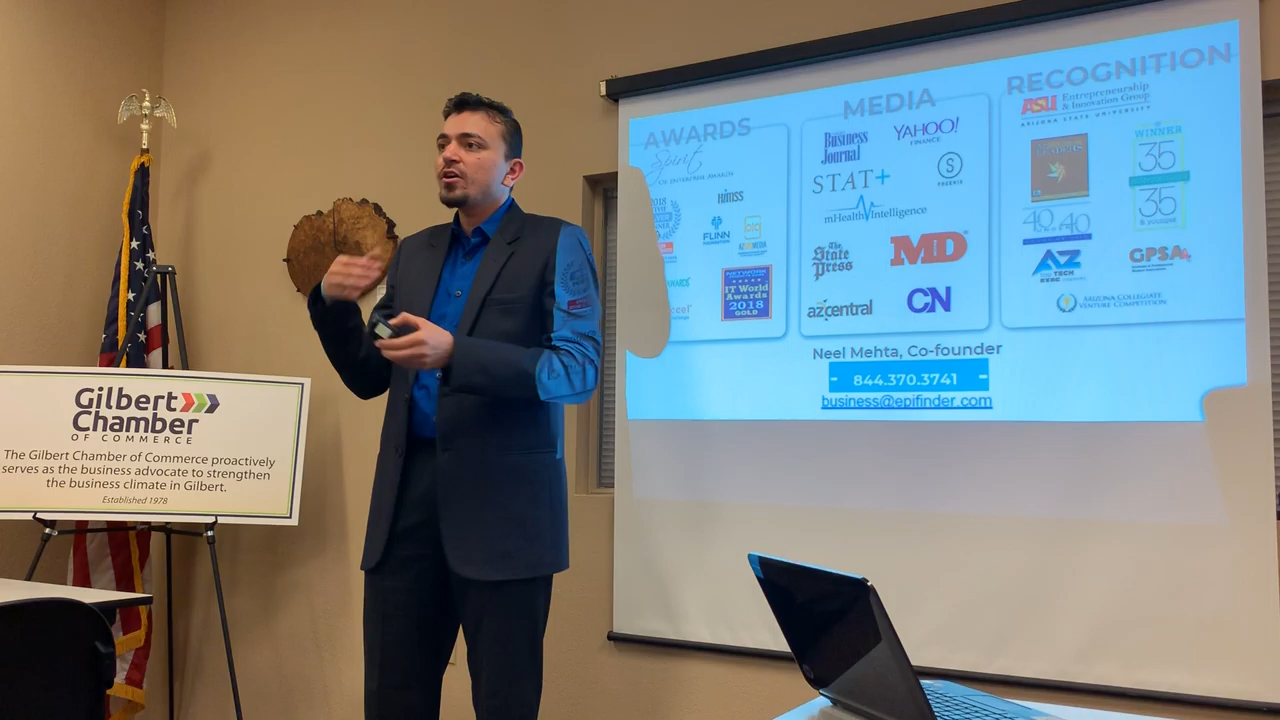 Gilbert
Chamber
OF COMMERCE
The Gilbert Chamber of Commerce proactively
serves as the business advocate to strengthen
the business climate in Gilbert.
Established 1978
AWARDS
Spirit
OF ENTERPRISE AWARDS
himss
2018
FLINN
FOUNDATION
NETWORK
IT World
Awards
2018
GOLD
MEDIA
Business
Journal
YAHOO!
FINANCE
STAT+
PHOENIX
mHealthIntelligence
The
State
Press
MD
azcentral
CN
RECOGNITION
ASU Entrepreneurship
& Innovation Group
ARIZONA STATE UNIVERSITY
WINNER
35
35
& younger
40 40
AZ
TECH
GPSA
ARIZONA COLLEGIATE
VENTURE COMPETITION
Neel Mehta, Co-founder
844.370.3741
business@epifinder.com